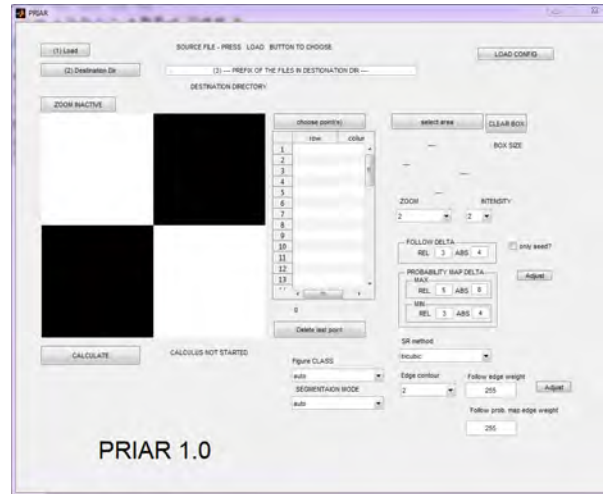 PRIAR
(1) Load
SOURCE FILE - PRESS LOAD BUTTON TO CHOOSE
LOAD CONFIG
(2) Destination Dir
(3) --- PREFIX OF THE FILES IN DESTIONATION DIR ---
DESTINATION DIRECTORY
ZOOM INACTIVE
choose point(s)
select area
CLEAR BOX
row colur
BOX SIZE
1
2
3
4
5
6
7
8
9
10
11
12
13
ZOOM INTENSITY
2 2
FOLLOW DELTA
REL 3 ABS 4
only seed?
PROBABILITY MAP DELTA
MAX
REL 5 ABS 8
Adjust
MIN
REL 3 ABS 4
0
Delete last point
SR method
bicubic
CALCULATE
CALCULUS NOT STARTED
Figure CLASS
auto
SEGMENTAION MODE
auto
Edge contour
2
Follow edge weight
255
Adjust
Follow prob. map edge weight
255
PRIAR 1.0